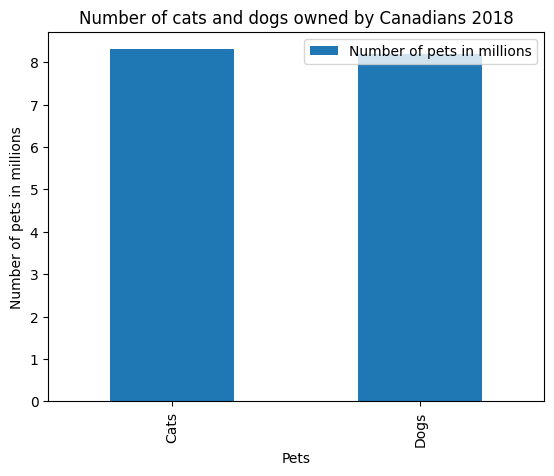 Number of cats and dogs owned by Canadians 2018
Number of pets in millions
Number of pets in millions
8
7
6
5
4
3
2
1
0
Cats
Dogs
Pets